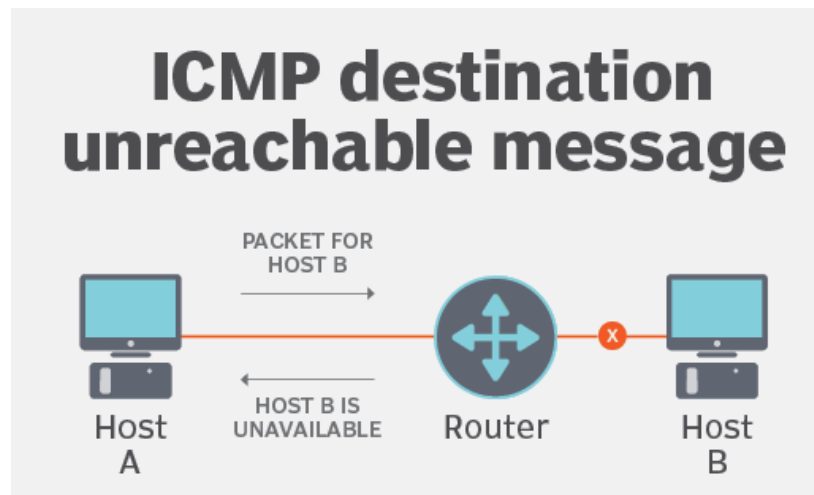 ICMP destination
unreachable message
PACKET FOR
HOST B
X
HOST B IS
UNAVAILABLE
Host
A
Router
Host
B